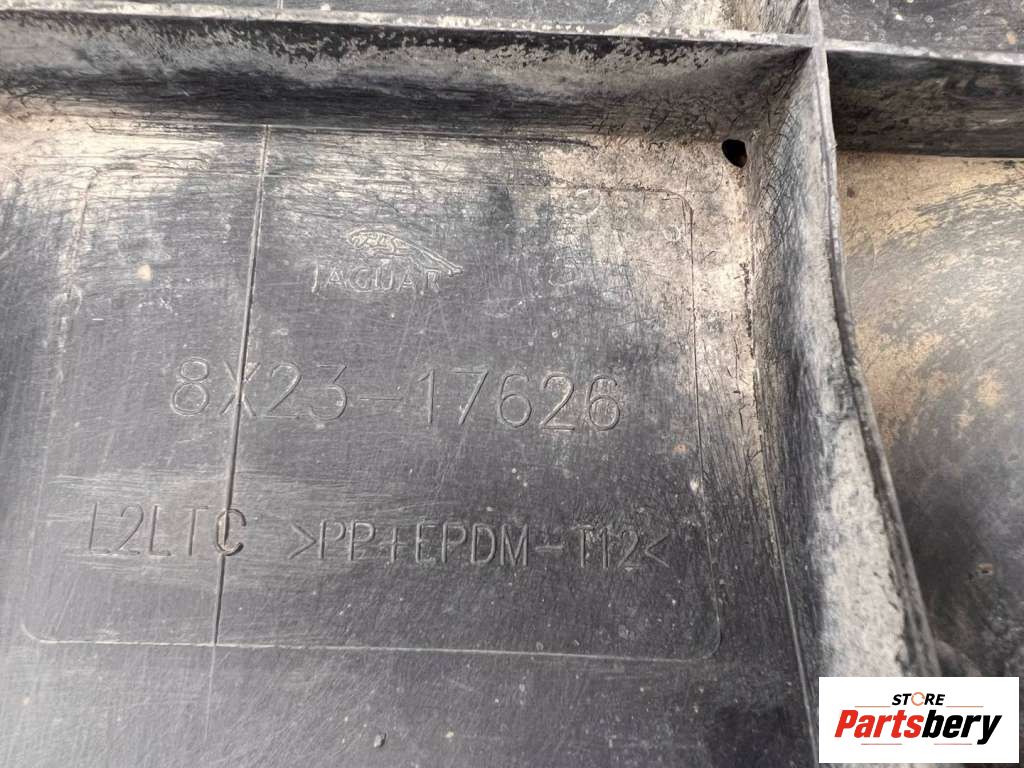 JAGUAR
8X23-17626
L2LTC >PP+EPDM-T12<
STORE
Partsbery